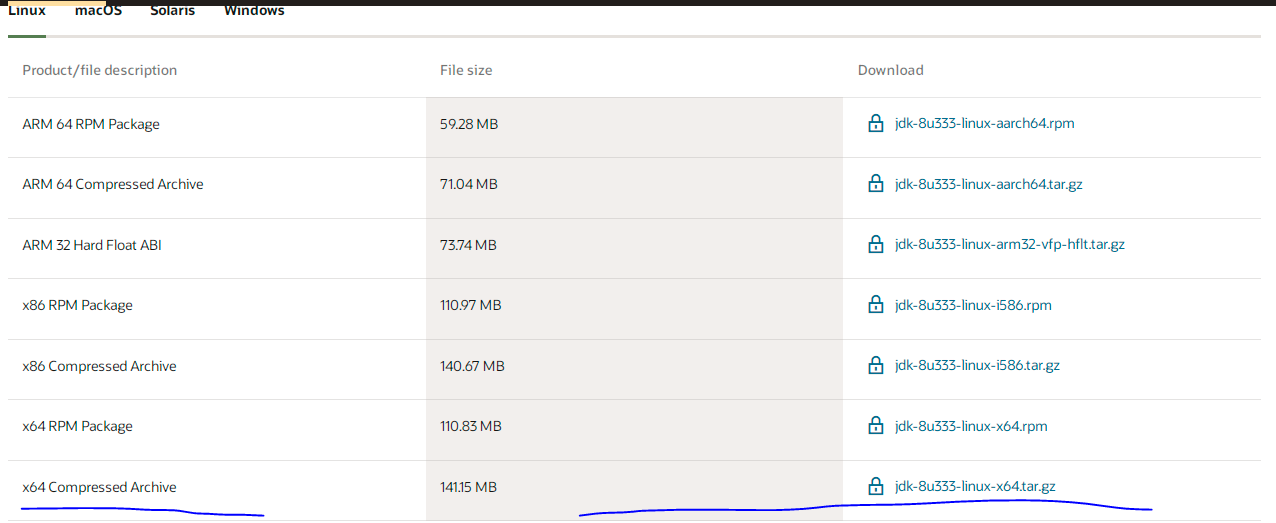 Linux macOS Solaris Windows
Product/file description File size Download
ARM 64 RPM Package 59.28 MB jdk-8u333-linux-aarch64.rpm
ARM 64 Compressed Archive 71.04 MB jdk-8u333-linux-aarch64.tar.gz
ARM 32 Hard Float ABI 73.74 MB jdk-8u333-linux-arm32-vfp-hflt.tar.gz
x86 RPM Package 110.97 MB jdk-8u333-linux-i586.rpm
x86 Compressed Archive 140.67 MB jdk-8u333-linux-i586.tar.gz
x64 RPM Package 110.83 MB jdk-8u333-linux-x64.rpm
x64 Compressed Archive 141.15 MB jdk-8u333-linux-x64.tar.gz